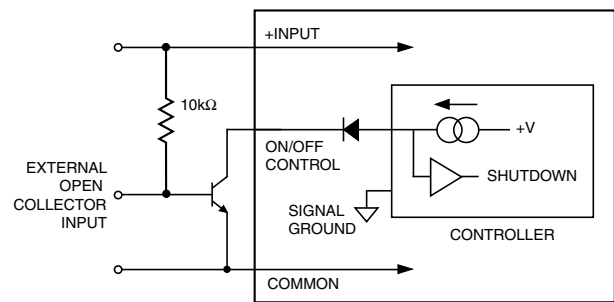 +INPUT
10kΩ
+V
ON/OFF
CONTROL
EXTERNAL
OPEN
COLLECTOR
INPUT
SHUTDOWN
SIGNAL
GROUND
CONTROLLER
COMMON